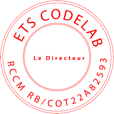 ETS CODELAB
Le Directeur
RCCM RB/COT22A82593